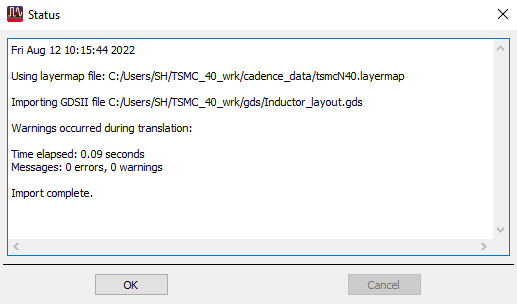 Status
Fri Aug 12 10:15:44 2022
Using layermap file: C:/Users/SH/TSMC_40_wrk/cadence_data/tsmcN40.layermap
Importing GDSII file C:/Users/SH/TSMC_40_wrk/gds/Inductor_layout.gds
Warnings occurred during translation:
Time elapsed: 0.09 seconds
Messages: 0 errors, 0 warnings
Import complete.
OK
Cancel